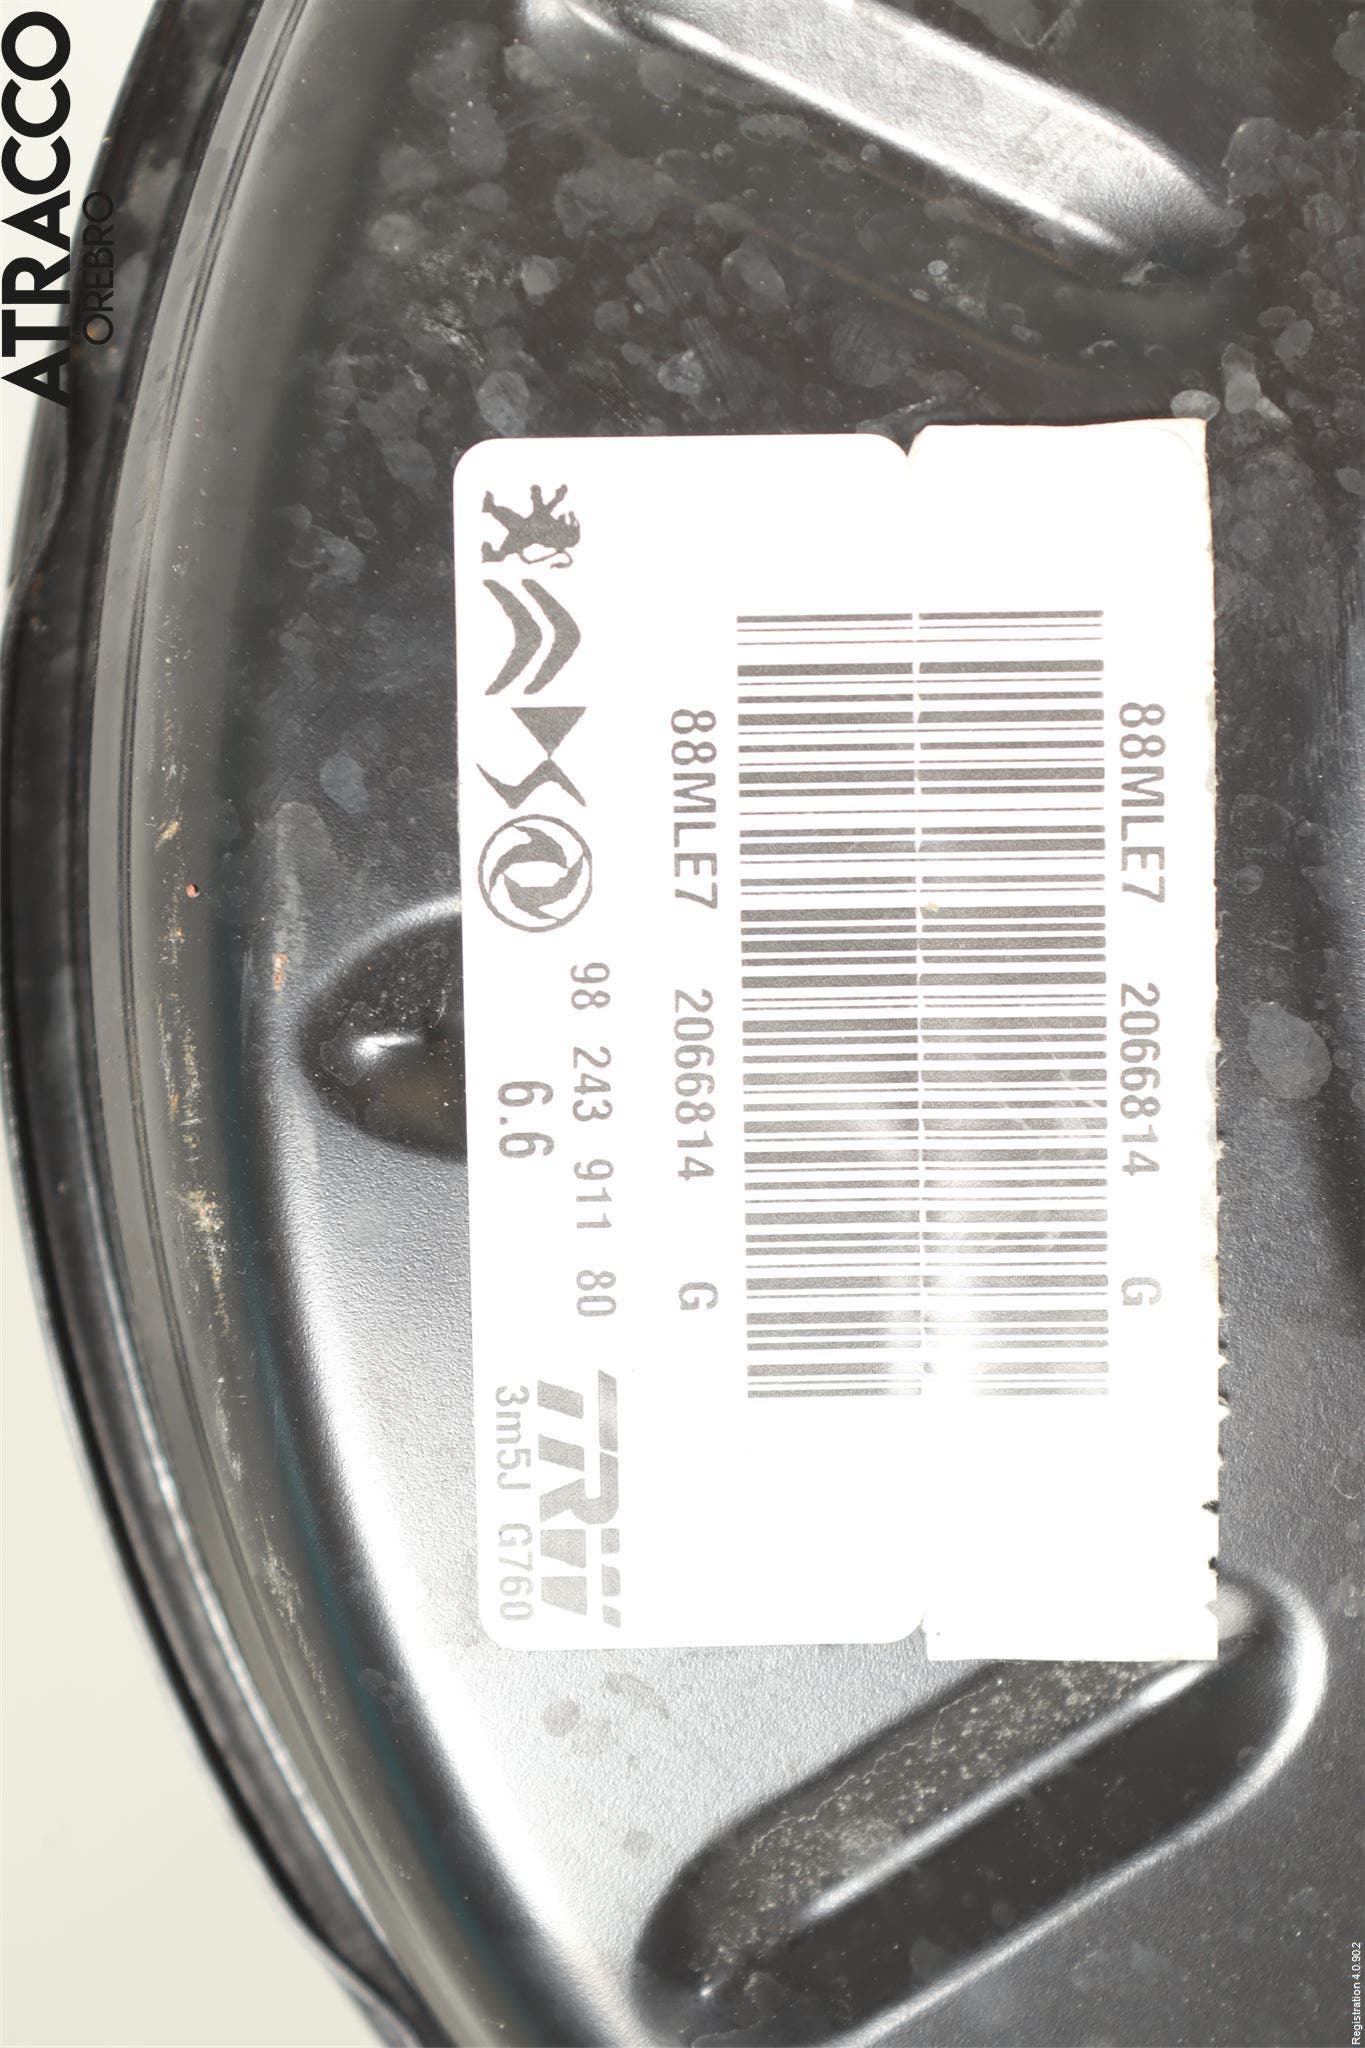 ATRACCO
ÖREBRO
88MLE7 2066814 G
88MLE7 2066814 G
98 243 911 80
6.6
TRW
3m5J G760
Registration 4.0.90.2